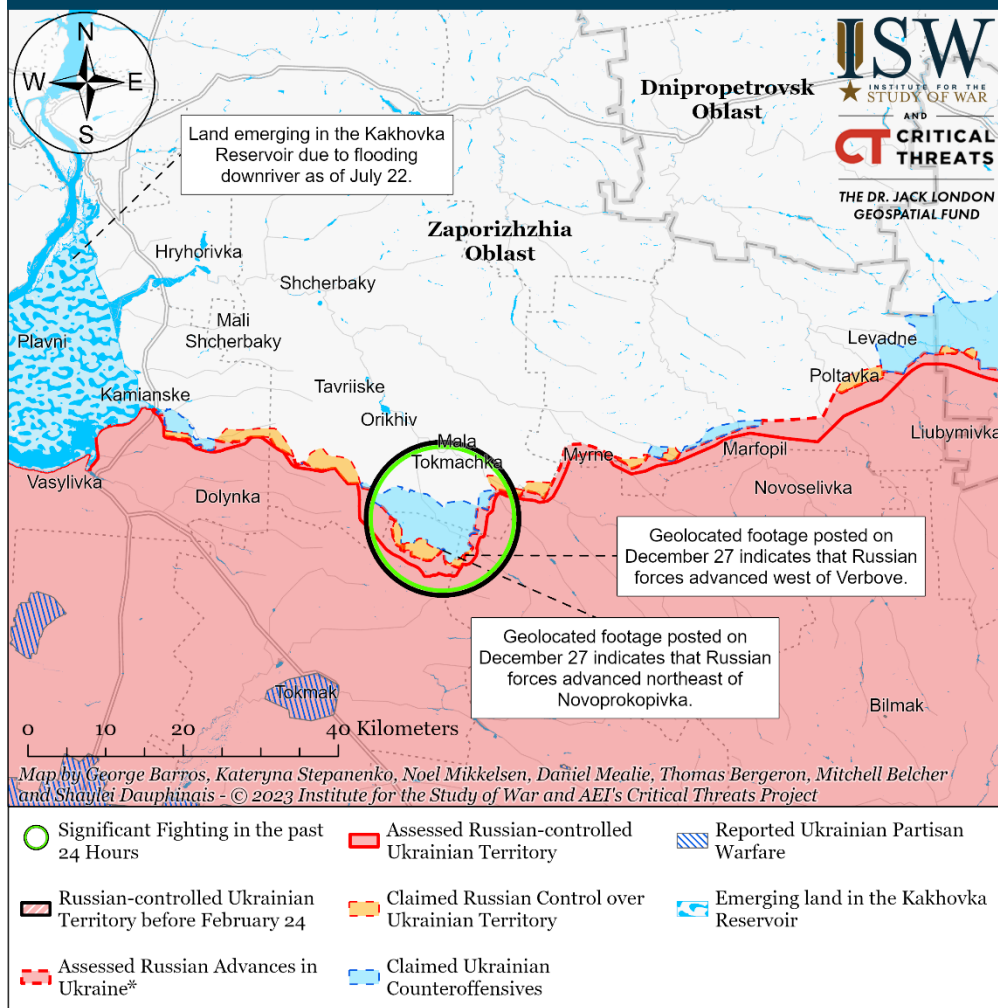 N
W
E
S
ISW
INSTITUTE FOR THE
STUDY OF WAR
AND
CT CRITICAL
THREATS
THE DR. JACK LONDON
GEOSPATIAL FUND
Dnipropetrovsk
Oblast
Land emerging in the Kakhovka
Reservoir due to flooding
downriver as of July 22.
Zaporizhzhia
Oblast
Hryhorivka
Shcherbaky
Mali
Shcherbaky
Plavni
Levadne
Kamianske
Tavriiske
Poltavka
Orikhiv
Mala
Tokmachka
Myrne
Marfopil
Liubymivka
Vasylivka
Dolynka
Novoselivka
Geolocated footage posted on
December 27 indicates that Russian
forces advanced west of Verbove.
Geolocated footage posted on
December 27 indicates that Russian
forces advanced northeast of
Novoprokopivka.
Tokmak
Bilmak
0 10 20 40 Kilometers
Map by George Barros, Kateryna Stepanenko, Noel Mikkelsen, Daniel Mealie, Thomas Bergeron, Mitchell Belcher
and Shaylei Dauphinais - © 2023 Institute for the Study of War and AEI's Critical Threats Project
Significant Fighting in the past
24 Hours
Assessed Russian-controlled
Ukrainian Territory
Reported Ukrainian Partisan
Warfare
Russian-controlled Ukrainian
Territory before February 24
Claimed Russian Control over
Ukrainian Territory
Emerging land in the Kakhovka
Reservoir
Assessed Russian Advances in
Ukraine*
Claimed Ukrainian
Counteroffensives